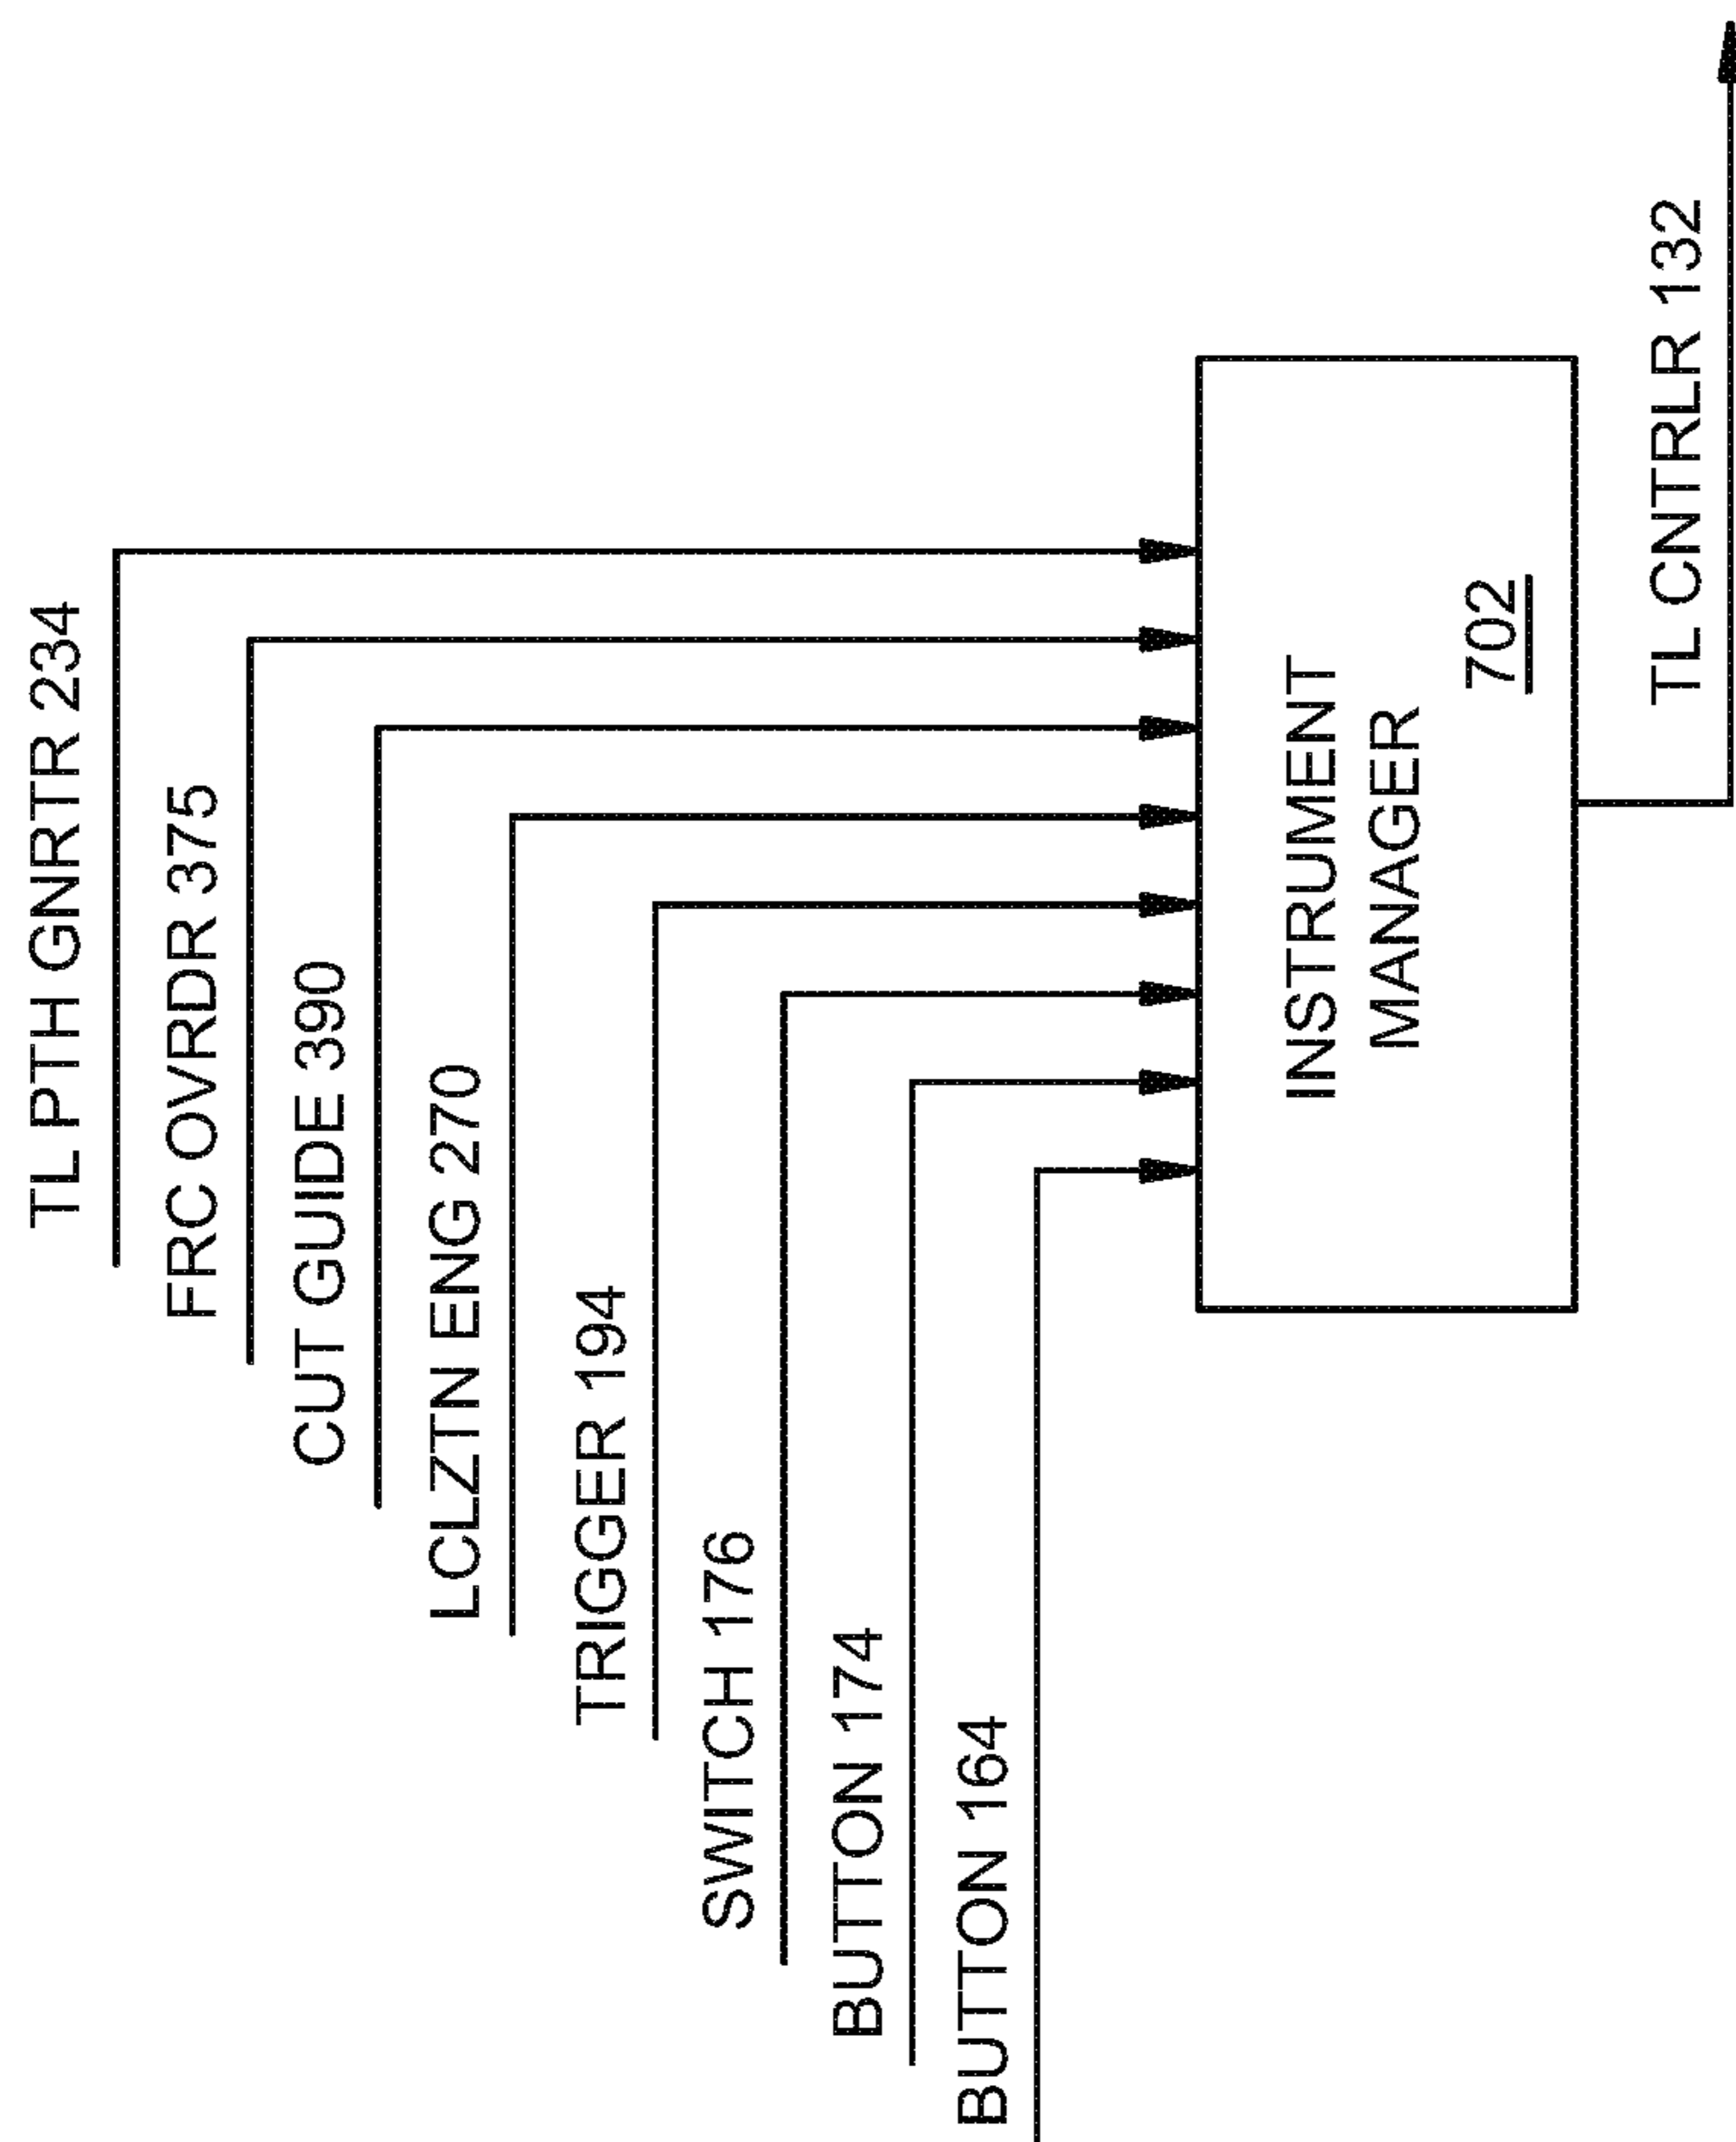 TL PTH GNRTR 234
FRC OVRDR 375
CUT GUIDE 390
LCLZTN ENG 270
TRIGGER 194
SWITCH 176
BUTTON 174
BUTTON 164
INSTRUMENT
MANAGER
702
TL CNTRLR 132